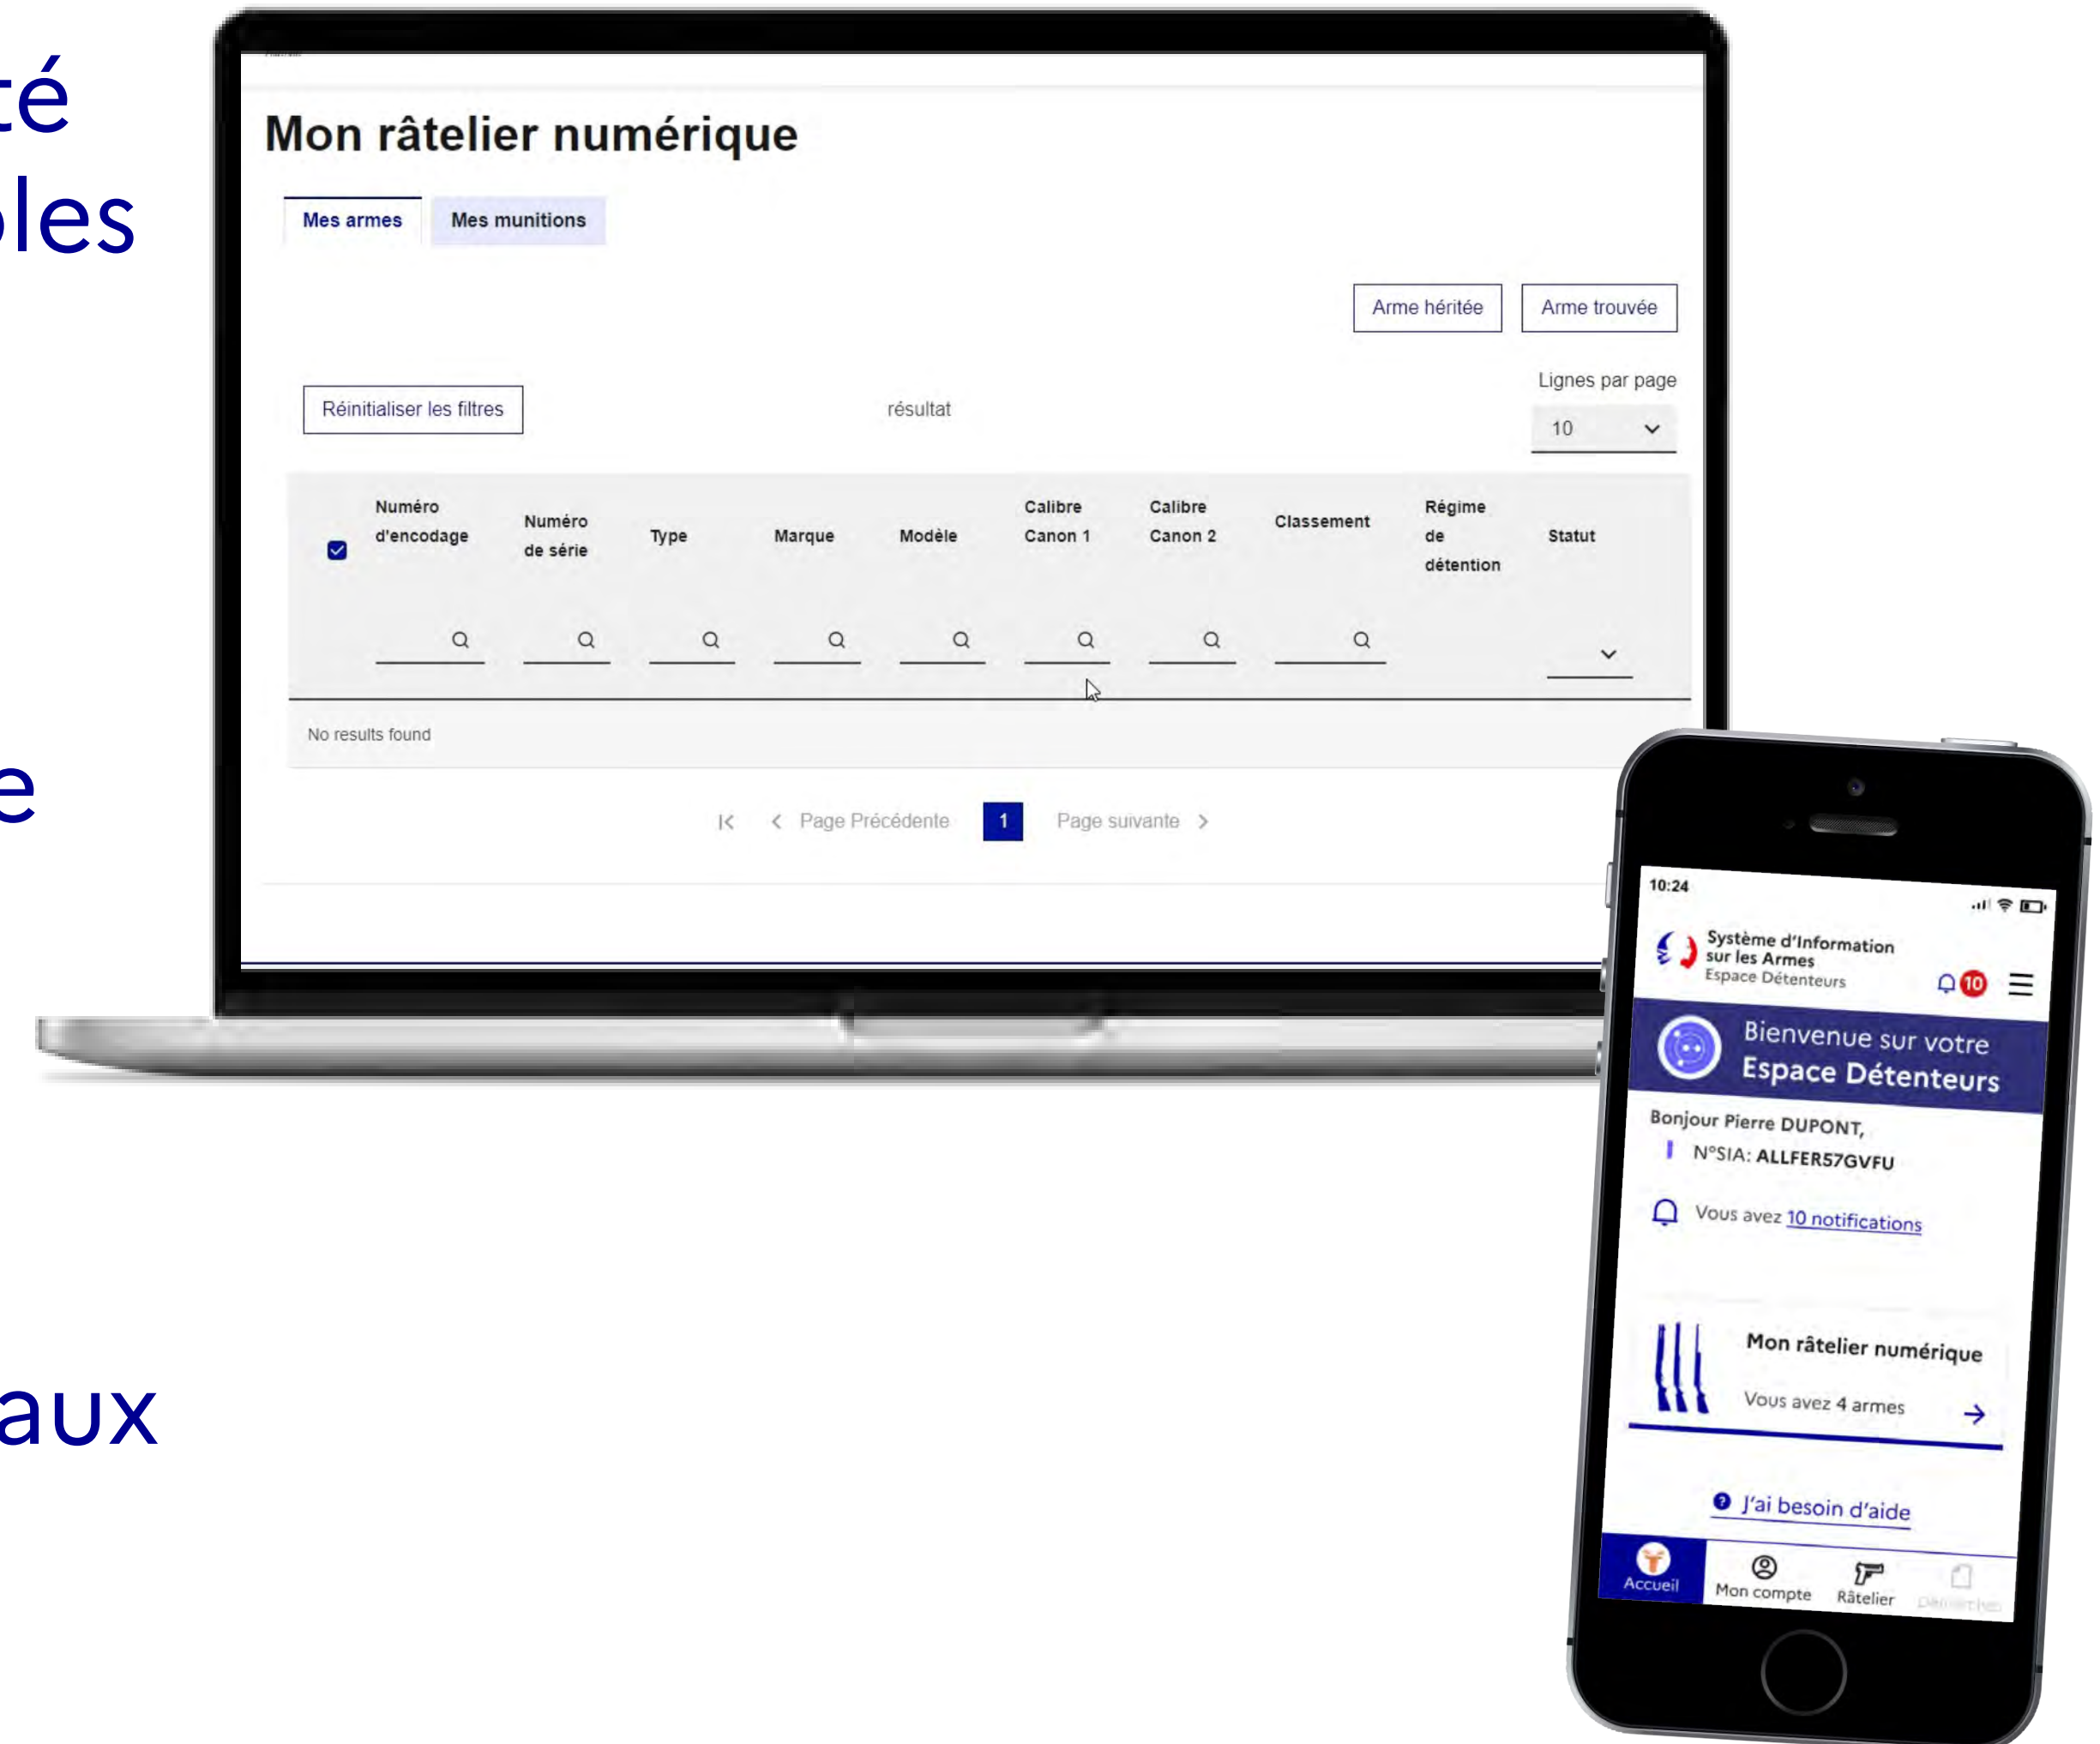 té
les
e
aux
Mon râtelier numérique
Mes armes
Mes munitions
Arme héritée
Arme trouvée
Lignes par page
Réinitialiser les filtres
résultat
10
Numéro
d'encodage
Numéro
de série
Type
Marque
Modèle
Calibre
Canon 1
Calibre
Canon 2
Classement
Régime
de
détention
Statut
No results found
Page Précédente
1
Page suivante
10:24
Système d'Information
sur les Armes
Espace Détenteurs
10
Bienvenue sur votre
Espace Détenteurs
Bonjour Pierre DUPONT,
N°SIA: ALLFER57GVFU
Vous avez 10 notifications
Mon râtelier numérique
Vous avez 4 armes
J'ai besoin d'aide
Accueil
Mon compte
Râtelier